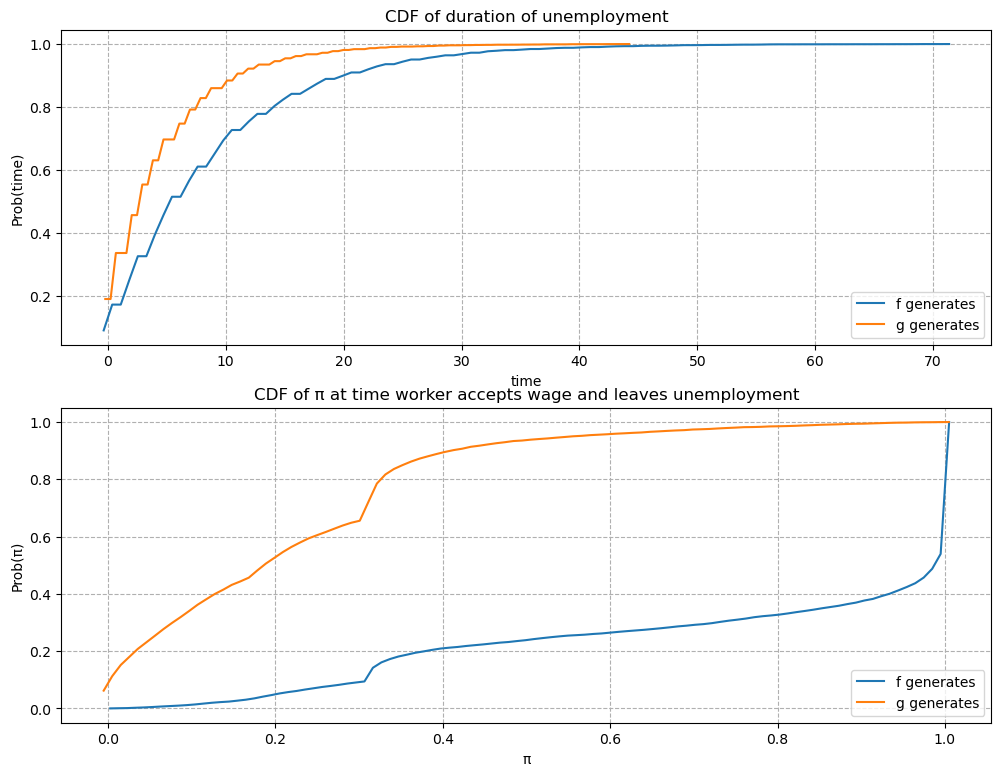 CDF of duration of unemployment
1.0
0.8
0.6
0.4
0.2
Prob(time)
f generates
g generates
0 10 20 30 40 50 60 70
time
CDF of π at time worker accepts wage and leaves unemployment
1.0
0.8
0.6
0.4
0.2
0.0
Prob(π)
f generates
g generates
0.0 0.2 0.4 0.6 0.8 1.0
π